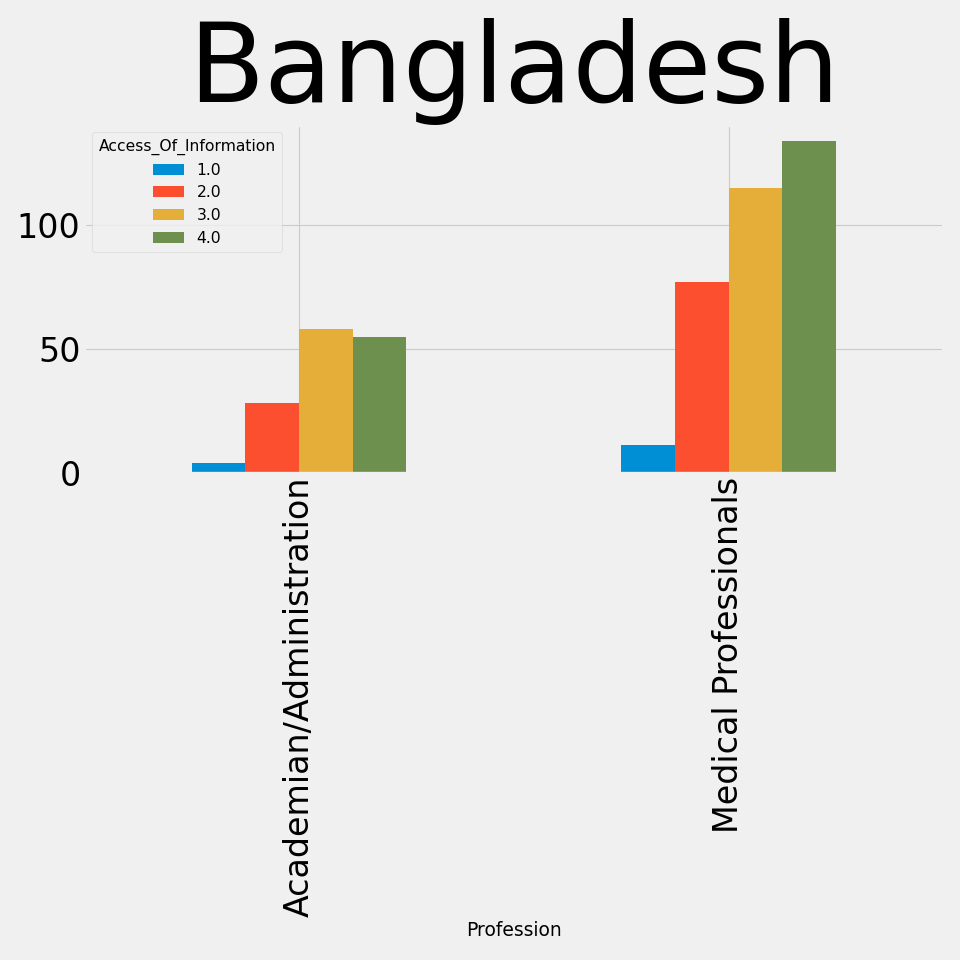 Bangladesh
Access_Of_Information
1.0
2.0
3.0
4.0
100
50
0
Academian/Administration
Medical Professionals
Profession